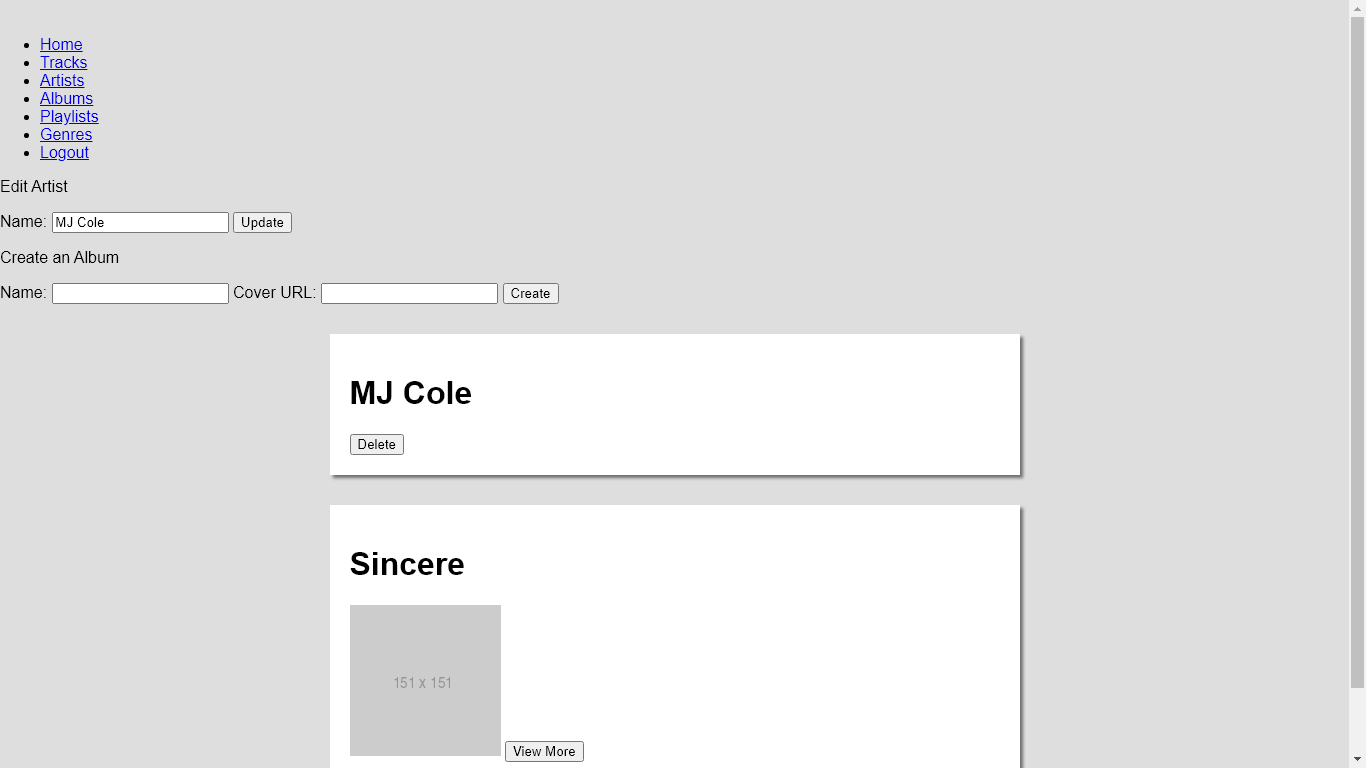 Home
Tracks
Artists
Albums
Playlists
Genres
Logout
Edit Artist
Name: MJ Cole Update
Create an Album
Name: Cover URL: Create
MJ Cole
Delete
Sincere
151 x 151
View More